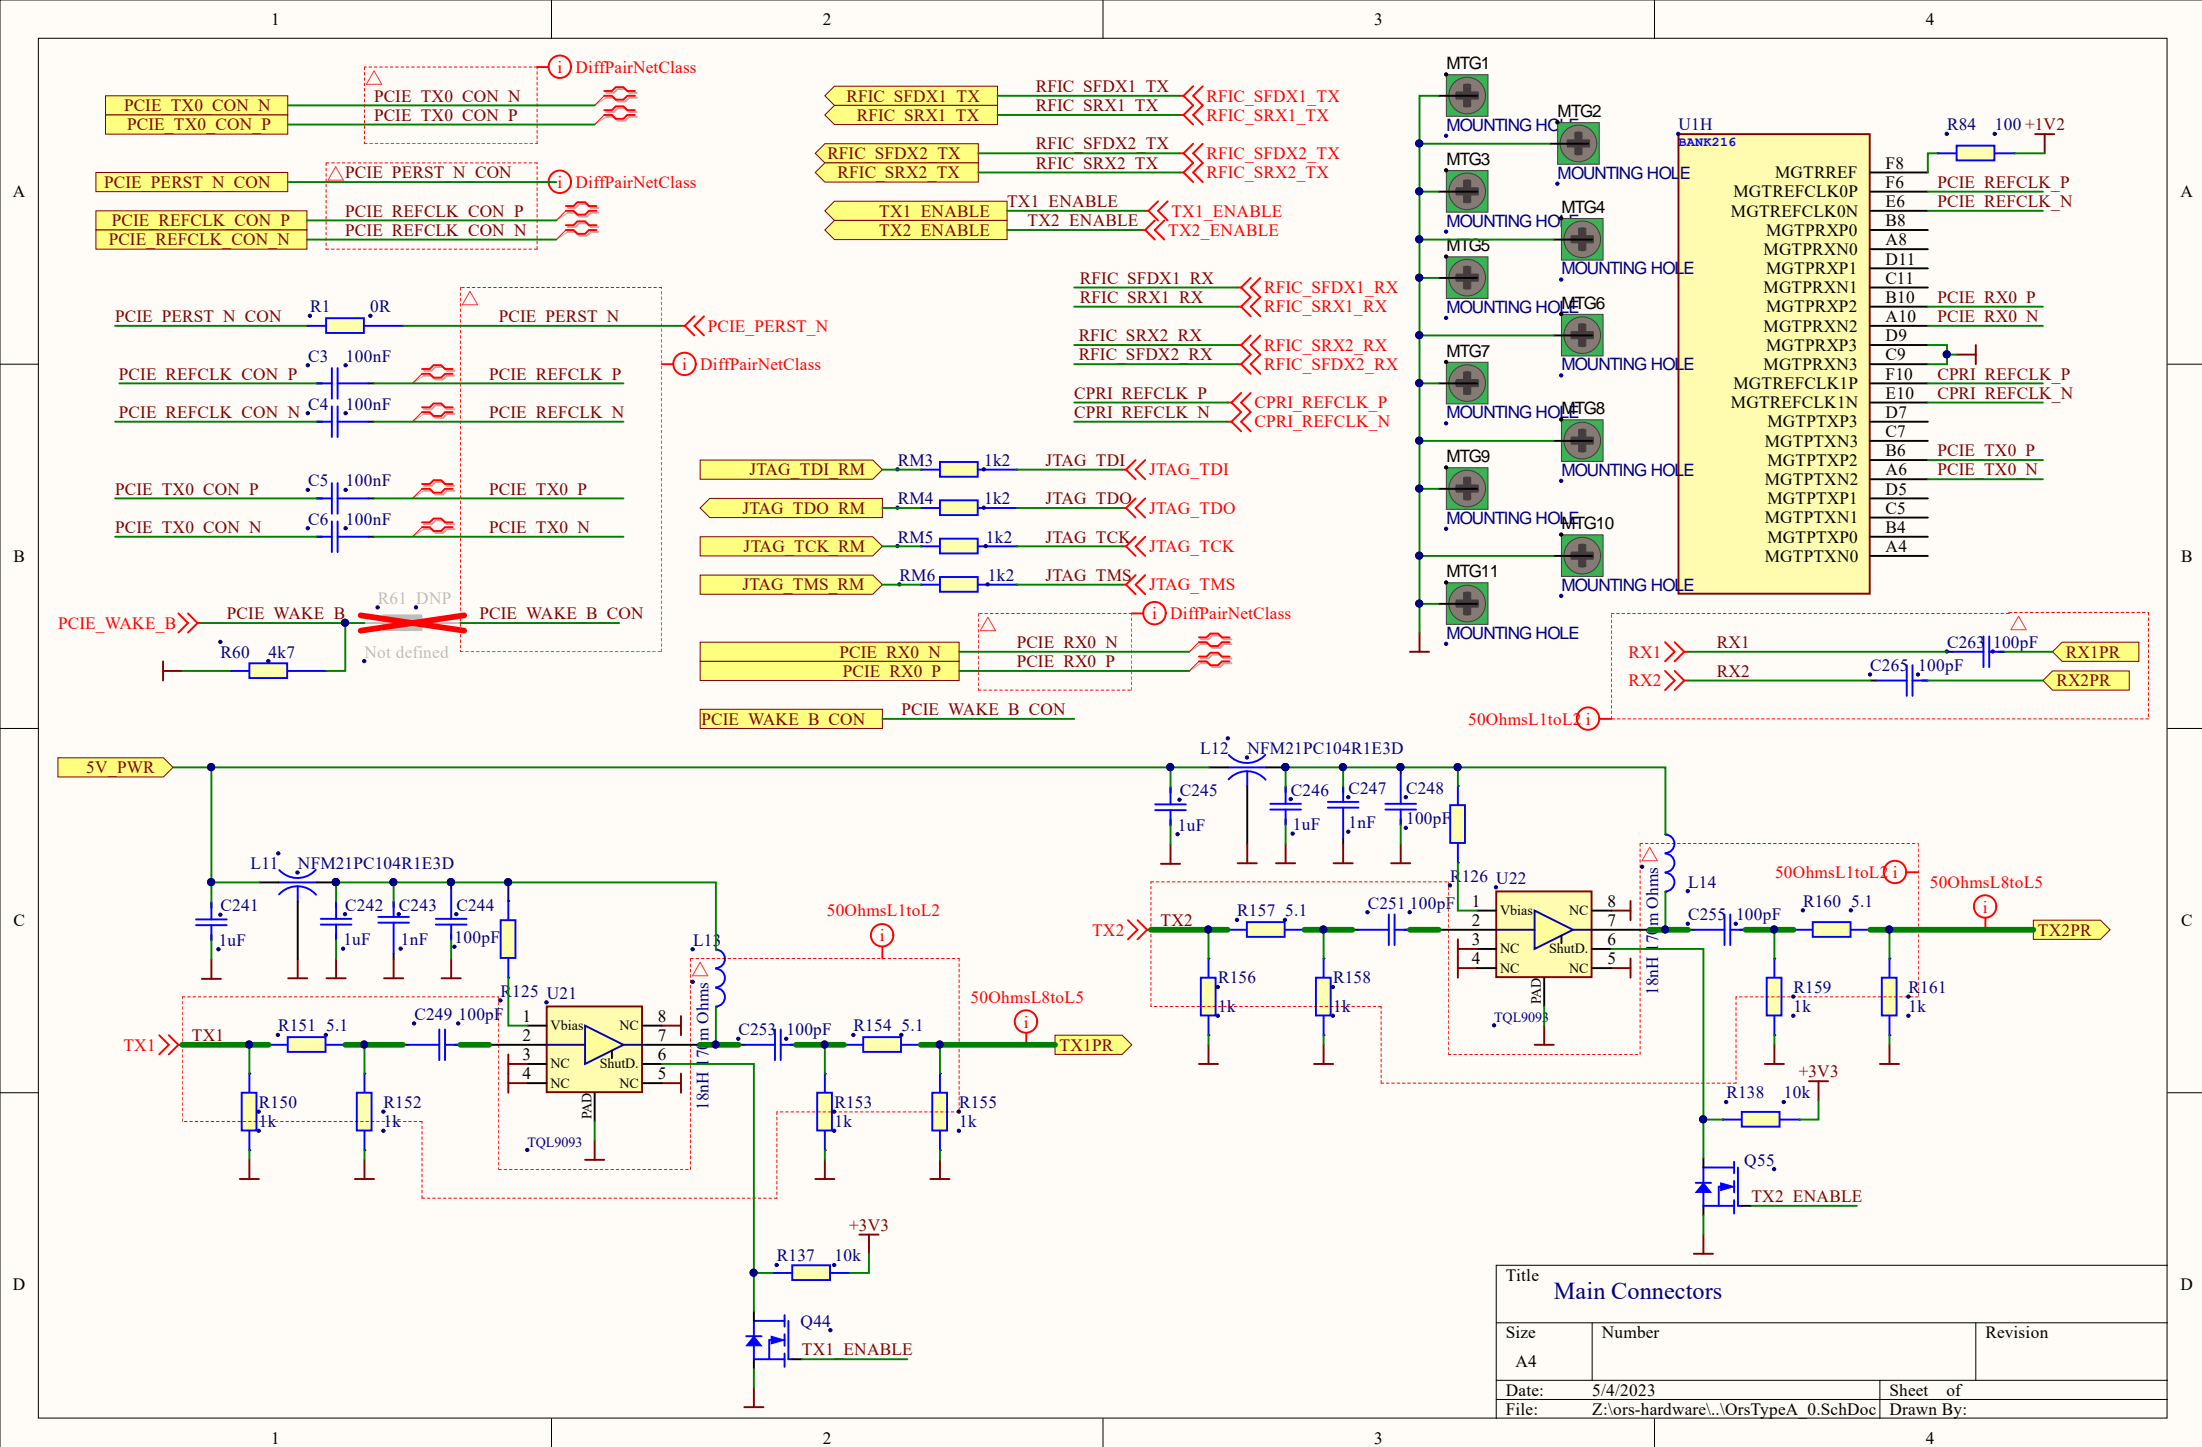 1 2 3 4
A
A
B
B
C
C
D
D
DiffPairNetClass
PCIE_TX0_CON_N PCIE_TX0_CON_N
PCIE_TX0_CON_P PCIE_TX0_CON_P
PCIE_PERST_N_CON PCIE_PERST_N_CON DiffPairNetClass
PCIE_REFCLK_CON_P PCIE_REFCLK_CON_P
PCIE_REFCLK_CON_N PCIE_REFCLK_CON_N
R1 0R
PCIE_PERST_N_CON PCIE_PERST_N PCIE_PERST_N
DiffPairNetClass
C3 100nF
PCIE_REFCLK_CON_P PCIE_REFCLK_P
C4 100nF
PCIE_REFCLK_CON_N PCIE_REFCLK_N
C5 100nF
PCIE_TX0_CON_P PCIE_TX0_P
C6 100nF
PCIE_TX0_CON_N PCIE_TX0_N
R61 DNP
PCIE_WAKE_B PCIE_WAKE_B PCIE_WAKE_B_CON
Not defined
R60 4k7
RFIC_SFDX1_TX RFIC_SFDX1_TX RFIC_SFDX1_TX
RFIC_SRX1_TX RFIC_SRX1_TX RFIC_SRX1_TX
RFIC_SFDX2_TX RFIC_SFDX2_TX RFIC_SFDX2_TX
RFIC_SRX2_TX RFIC_SRX2_TX RFIC_SRX2_TX
TX1_ENABLE TX1_ENABLE TX1_ENABLE
TX2_ENABLE TX2_ENABLE TX2_ENABLE
RFIC_SFDX1_RX RFIC_SFDX1_RX
RFIC_SRX1_RX RFIC_SRX1_RX
RFIC_SRX2_RX RFIC_SRX2_RX
RFIC_SFDX2_RX RFIC_SFDX2_RX
CPRI_REFCLK_P CPRI_REFCLK_P
CPRI_REFCLK_N CPRI_REFCLK_N
JTAG_TDI_RM RM3 1k2 JTAG_TDI JTAG_TDI
JTAG_TDO_RM RM4 1k2 JTAG_TDO JTAG_TDO
JTAG_TCK_RM RM5 1k2 JTAG_TCK JTAG_TCK
JTAG_TMS_RM RM6 1k2 JTAG_TMS JTAG_TMS
DiffPairNetClass
PCIE_RX0_N PCIE_RX0_N
PCIE_RX0_P PCIE_RX0_P
PCIE_WAKE_B_CON PCIE_WAKE_B_CON
MTG1
MOUNTING HOLE
MTG2
MOUNTING HOLE
MTG3
MOUNTING HOLE
MTG4
MOUNTING HOLE
MTG5
MOUNTING HOLE
MTG6
MOUNTING HOLE
MTG7
MOUNTING HOLE
MTG8
MOUNTING HOLE
MTG9
MOUNTING HOLE
MTG10
MOUNTING HOLE
MTG11
MOUNTING HOLE
U1H
BANK216
R84 100 +1V2
MGTRREF F8
MGTREFCLK0P F6 PCIE_REFCLK_P
MGTREFCLK0N E6 PCIE_REFCLK_N
MGTPRXP0 B8
MGTPRXN0 A8
MGTPRXP1 D11
MGTPRXN1 C11
MGTPRXP2 B10 PCIE_RX0_P
MGTPRXN2 A10 PCIE_RX0_N
MGTPRXP3 D9
MGTPRXN3 C9
MGTREFCLK1P F10 CPRI_REFCLK_P
MGTREFCLK1N E10 CPRI_REFCLK_N
MGTPTXP3 D7
MGTPTXN3 C7
MGTPTXP2 B6 PCIE_TX0_P
MGTPTXN2 A6 PCIE_TX0_N
MGTPTXP1 D5
MGTPTXN1 C5
MGTPTXP0 B4
MGTPTXN0 A4
RX1 RX1 C263 100pF RX1PR
RX2 RX2 C265 100pF RX2PR
50OhmsL1toL2
5V_PWR
L11 NFM21PC104R1E3D
C241 1uF
C242 1uF
C243 1nF
C244 100pF
R125
U21
L13
18nH 170m Ohms
50OhmsL1toL2
50OhmsL8toL5
TX1 TX1 R151 5.1 C249 100pF
1 Vbias NC 8
2 7
3 NC ShutD. 6
4 NC NC 5
PAD
TQL9093
C253 100pF R154 5.1 TX1PR
R150 1k
R152 1k
R153 1k
R155 1k
+3V3
R137 10k
Q44
TX1_ENABLE
L12 NFM21PC104R1E3D
C245 1uF
C246 1uF
C247 1nF
C248 100pF
R126
U22
L14
18nH 170m Ohms
50OhmsL1toL2
50OhmsL8toL5
TX2 TX2 R157 5.1 C251 100pF
1 Vbias NC 8
2 7
3 NC ShutD. 6
4 NC NC 5
PAD
TQL9093
C255 100pF R160 5.1 TX2PR
R156 1k
R158 1k
R159 1k
R161 1k
+3V3
R138 10k
Q55
TX2_ENABLE
Title
Main Connectors
Size Number Revision
A4
Date: 5/4/2023 Sheet of
File: Z:\ors-hardware\..\OrsTypeA_0.SchDoc Drawn By:
1 2 3 4